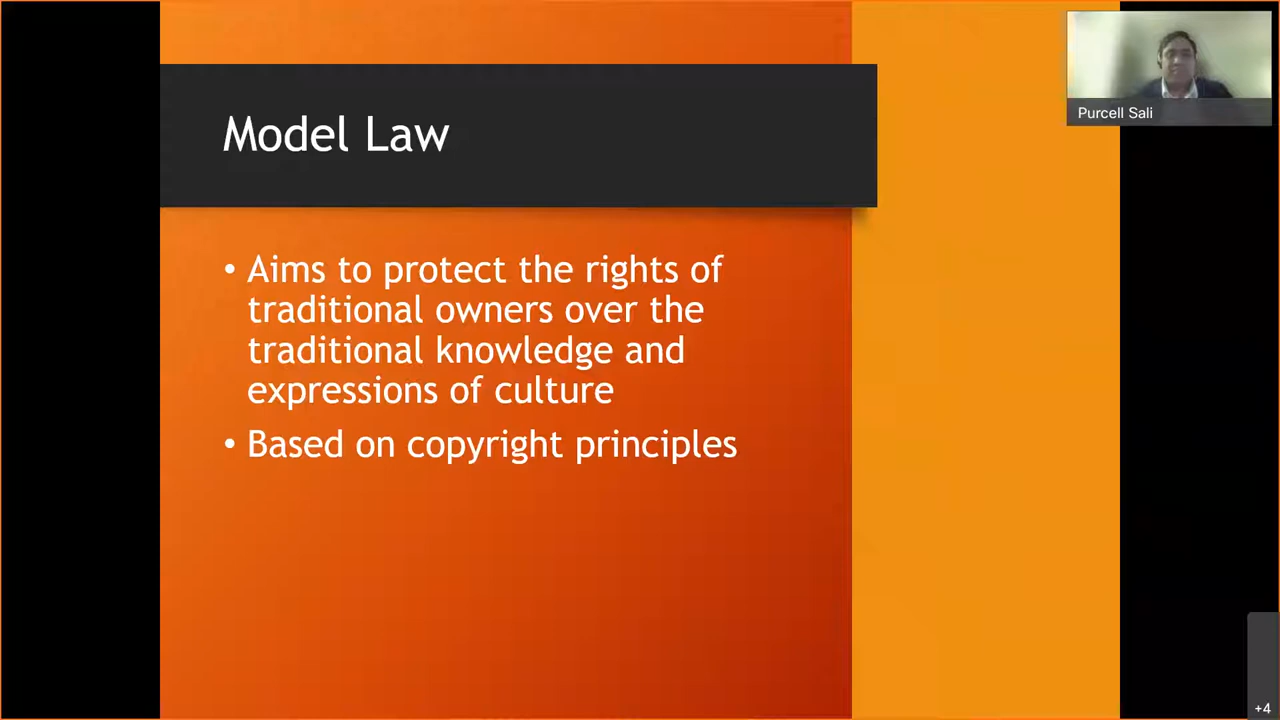 Model Law
• Aims to protect the rights of
traditional owners over the
traditional knowledge and
expressions of culture
• Based on copyright principles
Purcell Sali
+4